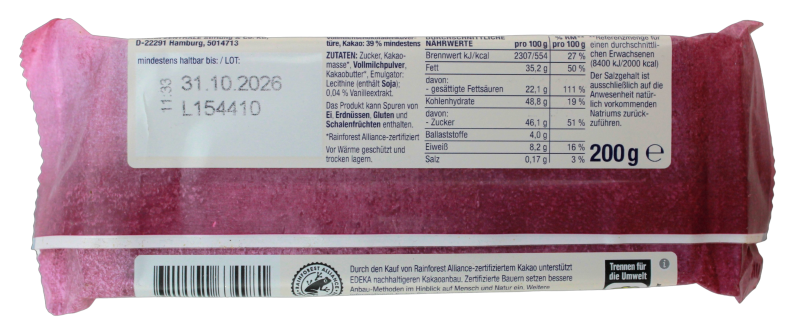 D-22291 Hamburg, 5014713
mindestens haltbar bis: / LOT:
11:33
31.10.2026
L154410
türe, Kakao: 39 % mindestens
ZUTATEN: Zucker, Kakao-
masse*, Vollmilchpulver,
Kakaobutter*, Emulgator:
Lecithine (enthält Soja);
0,04 % Vanilleextrakt.
Das Produkt kann Spuren von
Ei, Erdnüssen, Gluten und
Schalenfrüchten enthalten.
*Rainforest Alliance-zertifiziert
Vor Wärme geschützt und
trocken lagern.
DURCHSCHNITTLICHE % RM**
NÄHRWERTE pro 100 g pro 100 g
Brennwert kJ/kcal 2307/554 27 %
Fett 35,2 g 50 %
davon:
- gesättigte Fettsäuren 22,1 g 111 %
Kohlenhydrate 48,8 g 19 %
davon:
- Zucker 46,1 g 51 %
Ballaststoffe 4,0 g
Eiweiß 8,2 g 16 %
Salz 0,17 g 3 %
**Referenzmenge für
einen durchschnittli-
chen Erwachsenen
(8400 kJ/2000 kcal)
Der Salzgehalt ist
ausschließlich auf die
Anwesenheit natür-
lich vorkommenden
Natriums zurück-
zuführen.
200 g ℮
RAINFOREST ALLIANCE
Durch den Kauf von Rainforest Alliance-zertifiziertem Kakao unterstützt
EDEKA nachhaltigeren Kakaoanbau. Zertifizierte Bauern setzen bessere
Anbau-Methoden im Hinblick auf Mensch und Natur ein. Weitere
Trennen für
die Umwelt